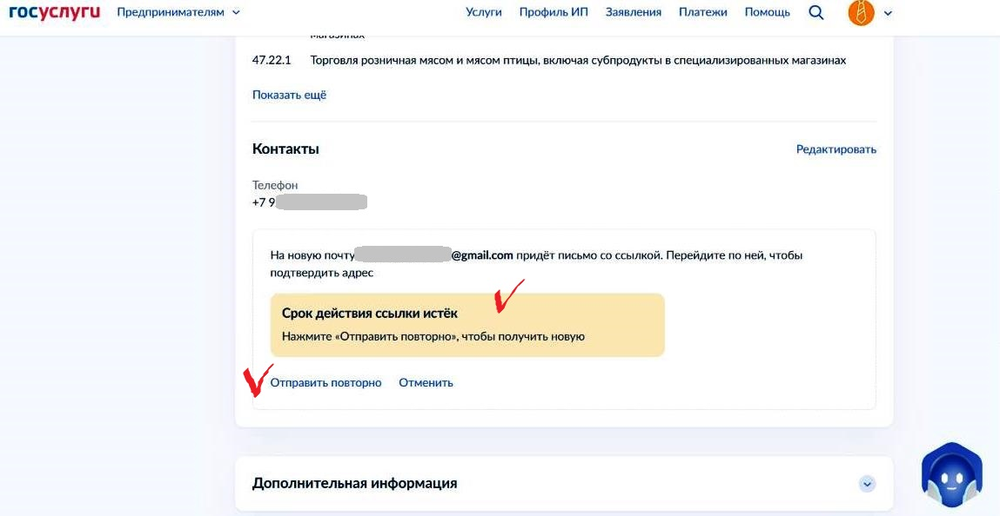 госуслуги Предпринимателям Услуги Профиль ИП Заявления Платежи Помощь
магазинах
47.22.1 Торговля розничная мясом и мясом птицы, включая субпродукты в специализированных магазинах
Показать ещё
Контакты Редактировать
Телефон
+7 9
На новую почту @gmail.com придёт письмо со ссылкой. Перейдите по ней, чтобы
подтвердить адрес
Срок действия ссылки истёк
Нажмите «Отправить повторно», чтобы получить новую
Отправить повторно Отменить
Дополнительная информация